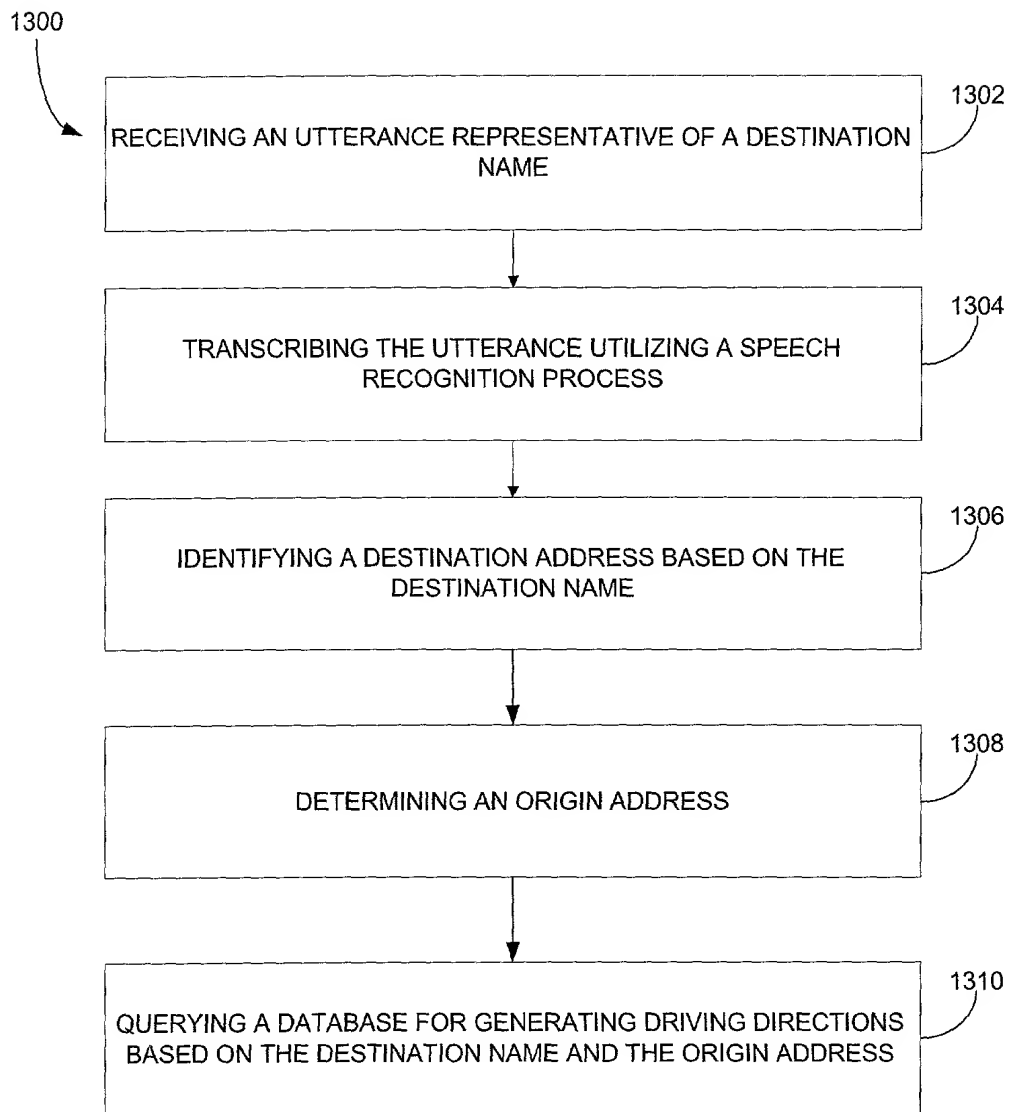 1300
1302
RECEIVING AN UTTERANCE REPRESENTATIVE OF A DESTINATION
NAME
1304
TRANSCRIBING THE UTTERANCE UTILIZING A SPEECH
RECOGNITION PROCESS
1306
IDENTIFYING A DESTINATION ADDRESS BASED ON THE
DESTINATION NAME
1308
DETERMINING AN ORIGIN ADDRESS
1310
QUERYING A DATABASE FOR GENERATING DRIVING DIRECTIONS
BASED ON THE DESTINATION NAME AND THE ORIGIN ADDRESS